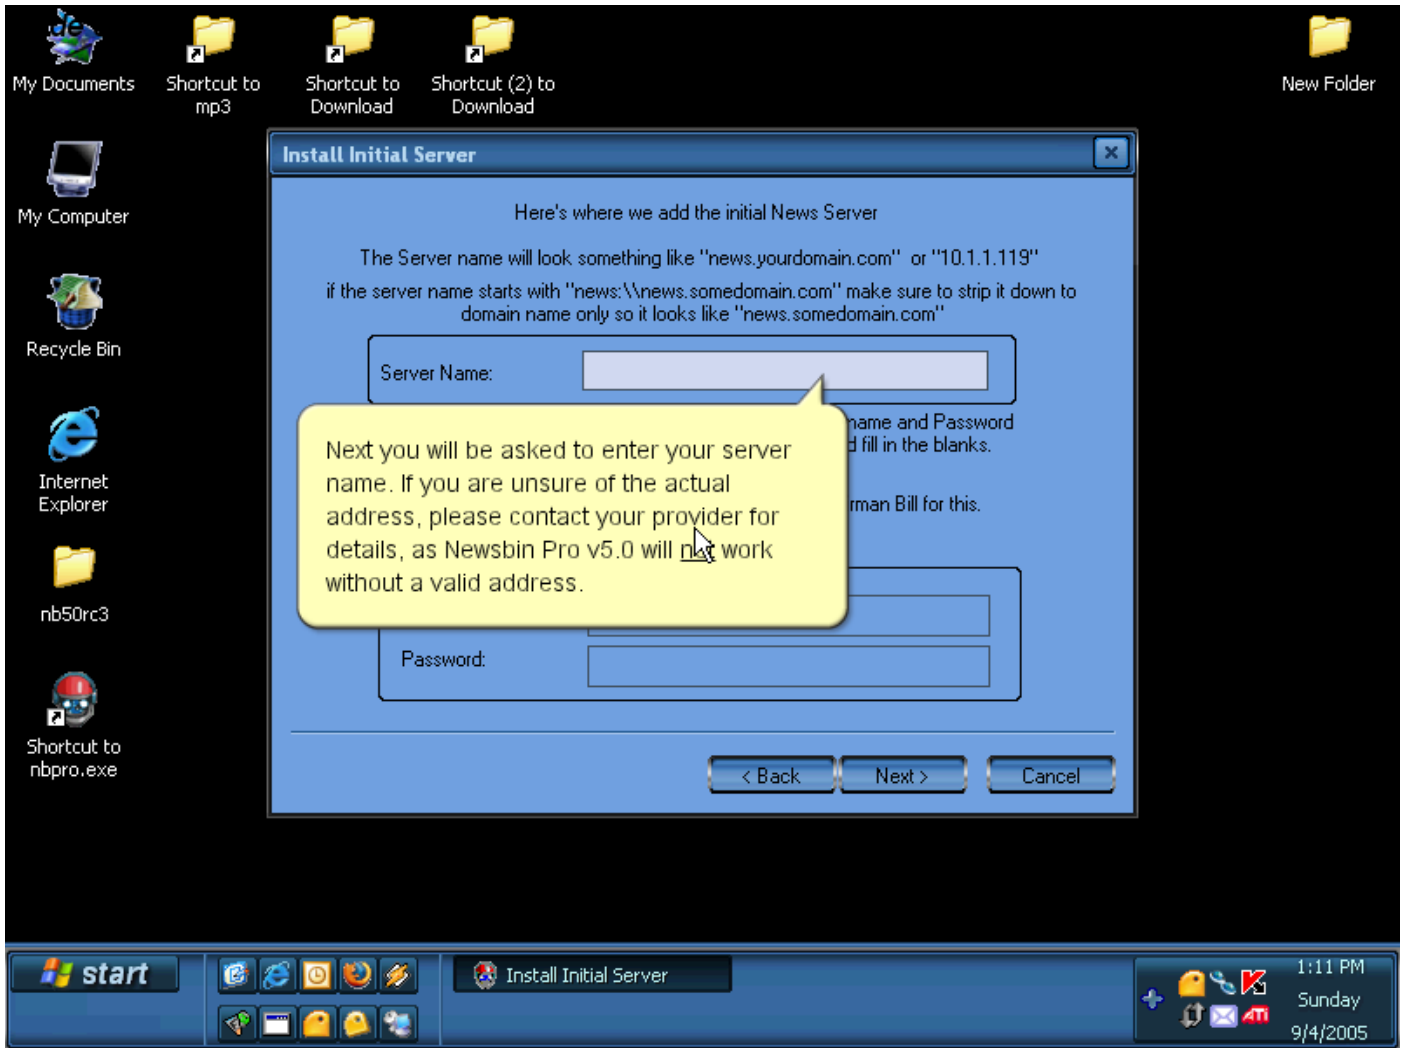 My Documents
Shortcut to
mp3
Shortcut to
Download
Shortcut (2) to
Download
New Folder
My Computer
Recycle Bin
Internet
Explorer
nb50rc3
Shortcut to
nbpro.exe
Install Initial Server
Here's where we add the initial News Server
The Server name will look something like "news.yourdomain.com" or "10.1.1.119"
if the server name starts with "news:\\news.somedomain.com" make sure to strip it down to
domain name only so it looks like "news.somedomain.com"
Server Name:
name and Password
fill in the blanks.
Bill for this.
Next you will be asked to enter your server
name. If you are unsure of the actual
address, please contact your provider for
details, as Newsbin Pro v5.0 will not work
without a valid address.
Password:
< Back
Next >
Cancel
start
Install Initial Server
ATi
1:11 PM
Sunday
9/4/2005